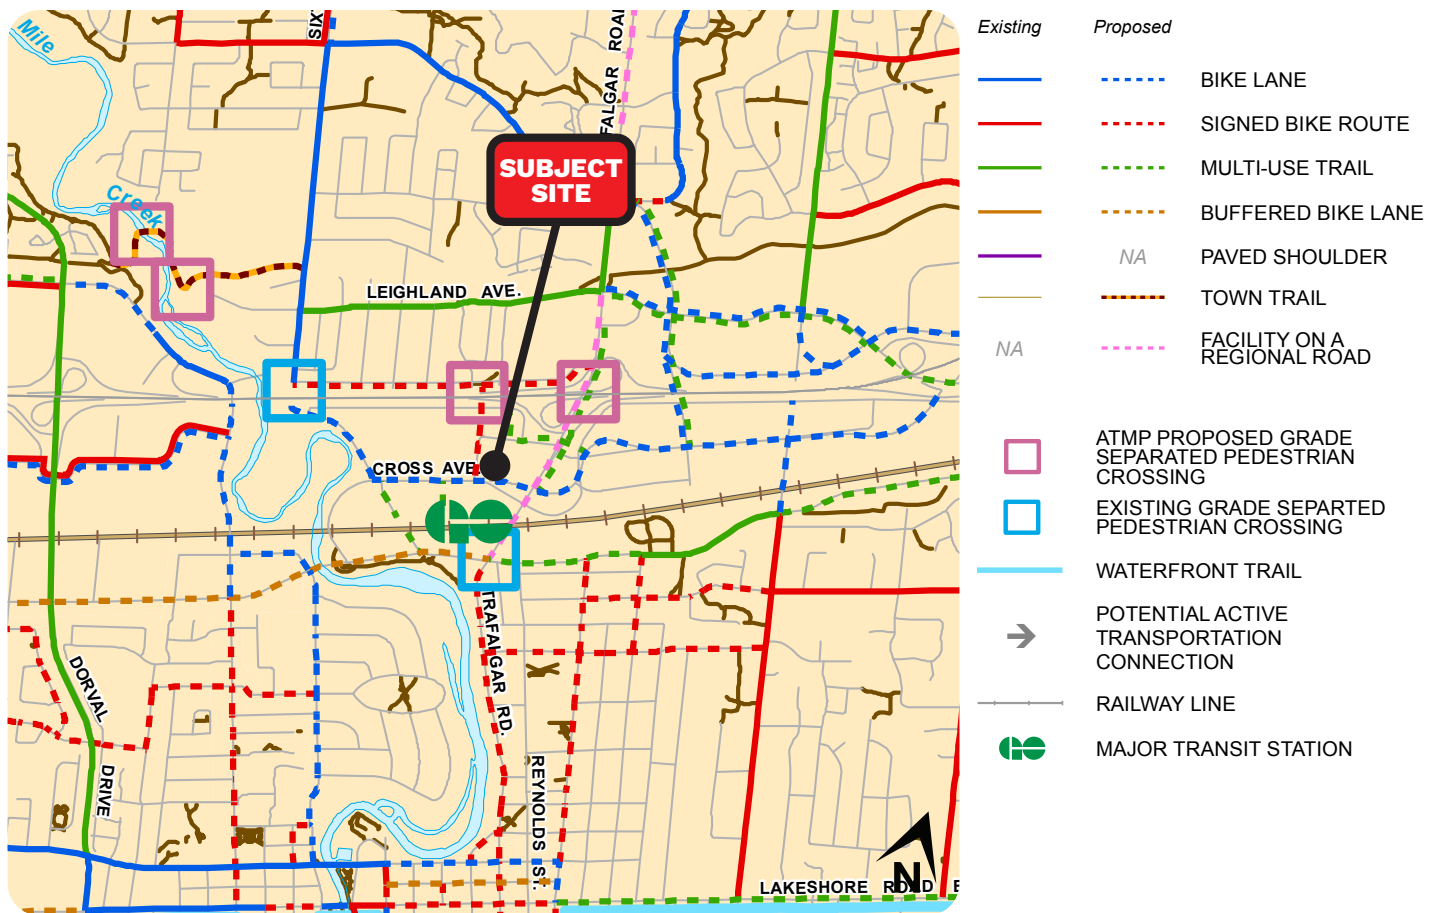 Mile
Creek
SIXT
FALGAR ROAD
SUBJECT
SITE
LEIGHLAND AVE.
CROSS AVE
TRAFALGAR RD.
DORVAL
DRIVE
REYNOLDS ST.
LAKESHORE ROAD E
N
Existing Proposed
BIKE LANE
SIGNED BIKE ROUTE
MULTI-USE TRAIL
BUFFERED BIKE LANE
NA PAVED SHOULDER
TOWN TRAIL
NA FACILITY ON A
REGIONAL ROAD
ATMP PROPOSED GRADE
SEPARATED PEDESTRIAN
CROSSING
EXISTING GRADE SEPARTED
PEDESTRIAN CROSSING
WATERFRONT TRAIL
POTENTIAL ACTIVE
TRANSPORTATION
CONNECTION
RAILWAY LINE
GO MAJOR TRANSIT STATION